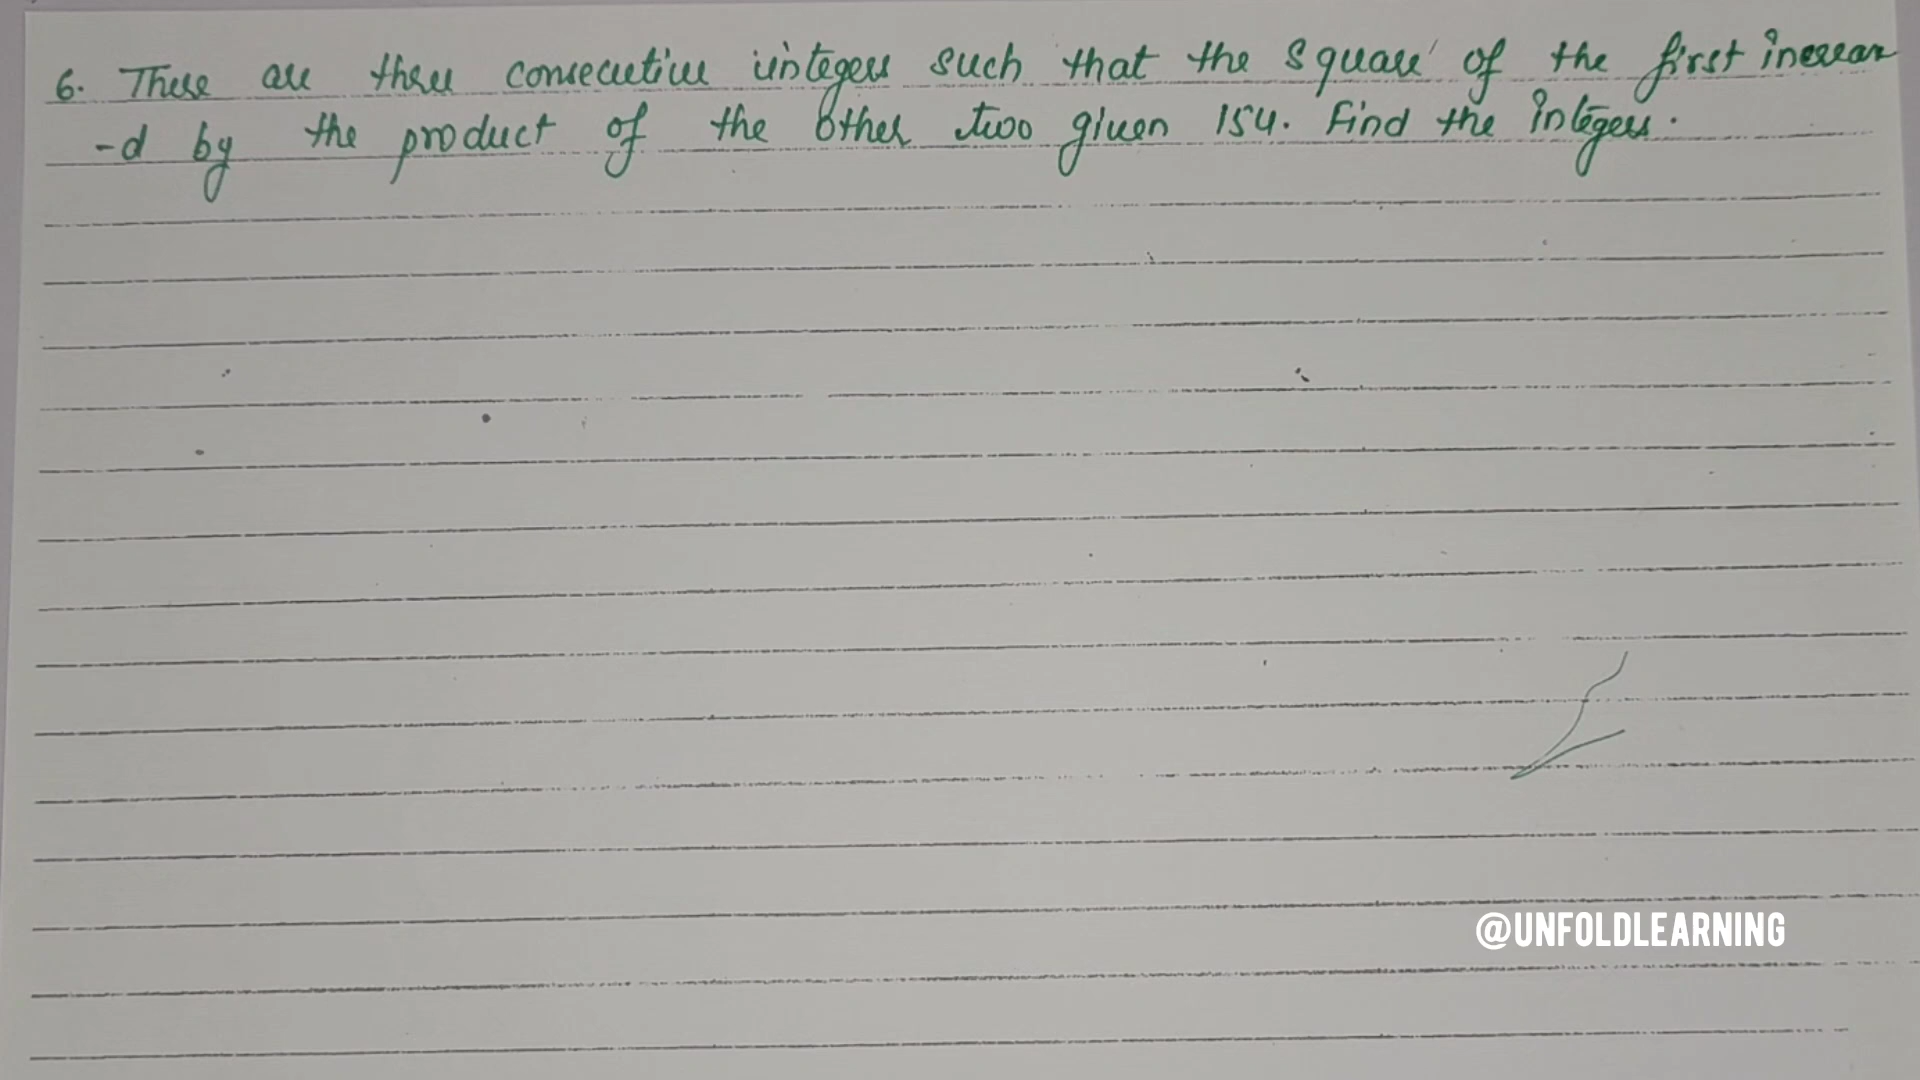 6. There are three consecutive integers such that the square of the first increas
-d by the product of the other two given 154. Find the integers.
@UNFOLDLEARNING